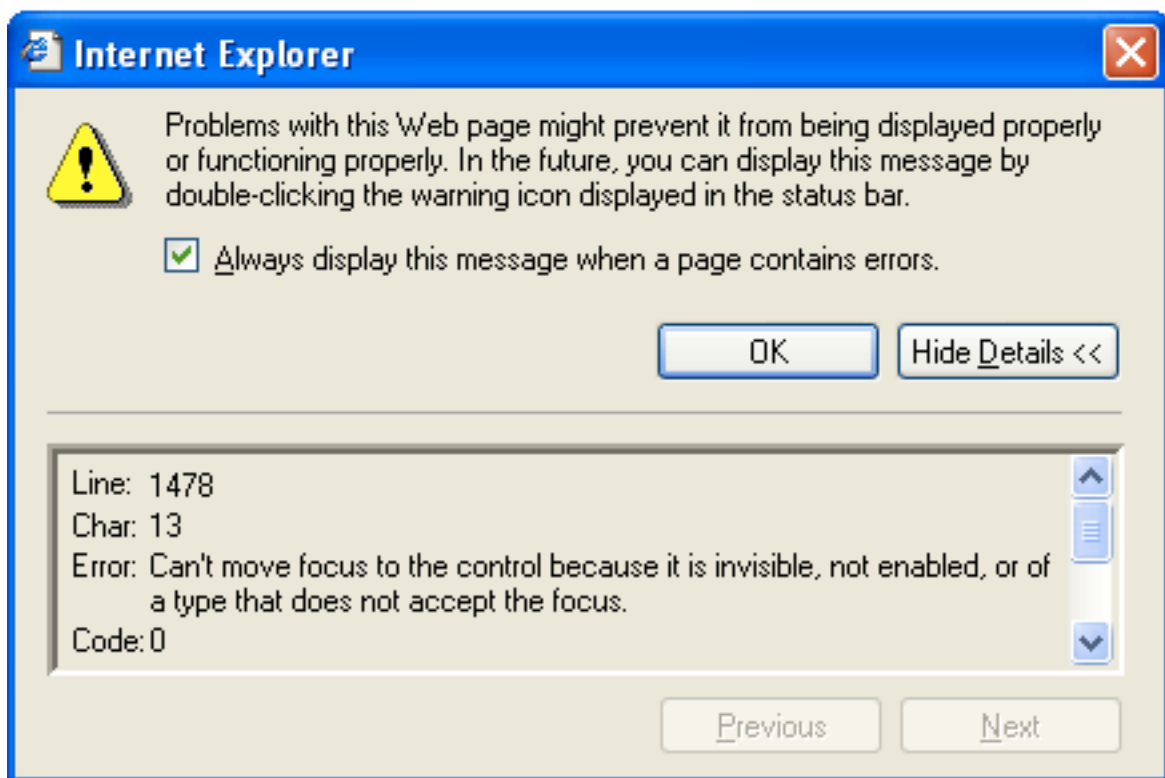 Internet Explorer
Problems with this Web page might prevent it from being displayed properly
or functioning properly. In the future, you can display this message by
double-clicking the warning icon displayed in the status bar.
Always display this message when a page contains errors.
OK
Hide Details <<
Line: 1478
Char: 13
Error: Can't move focus to the control because it is invisible, not enabled, or of
a type that does not accept the focus.
Code: 0
Previous
Next